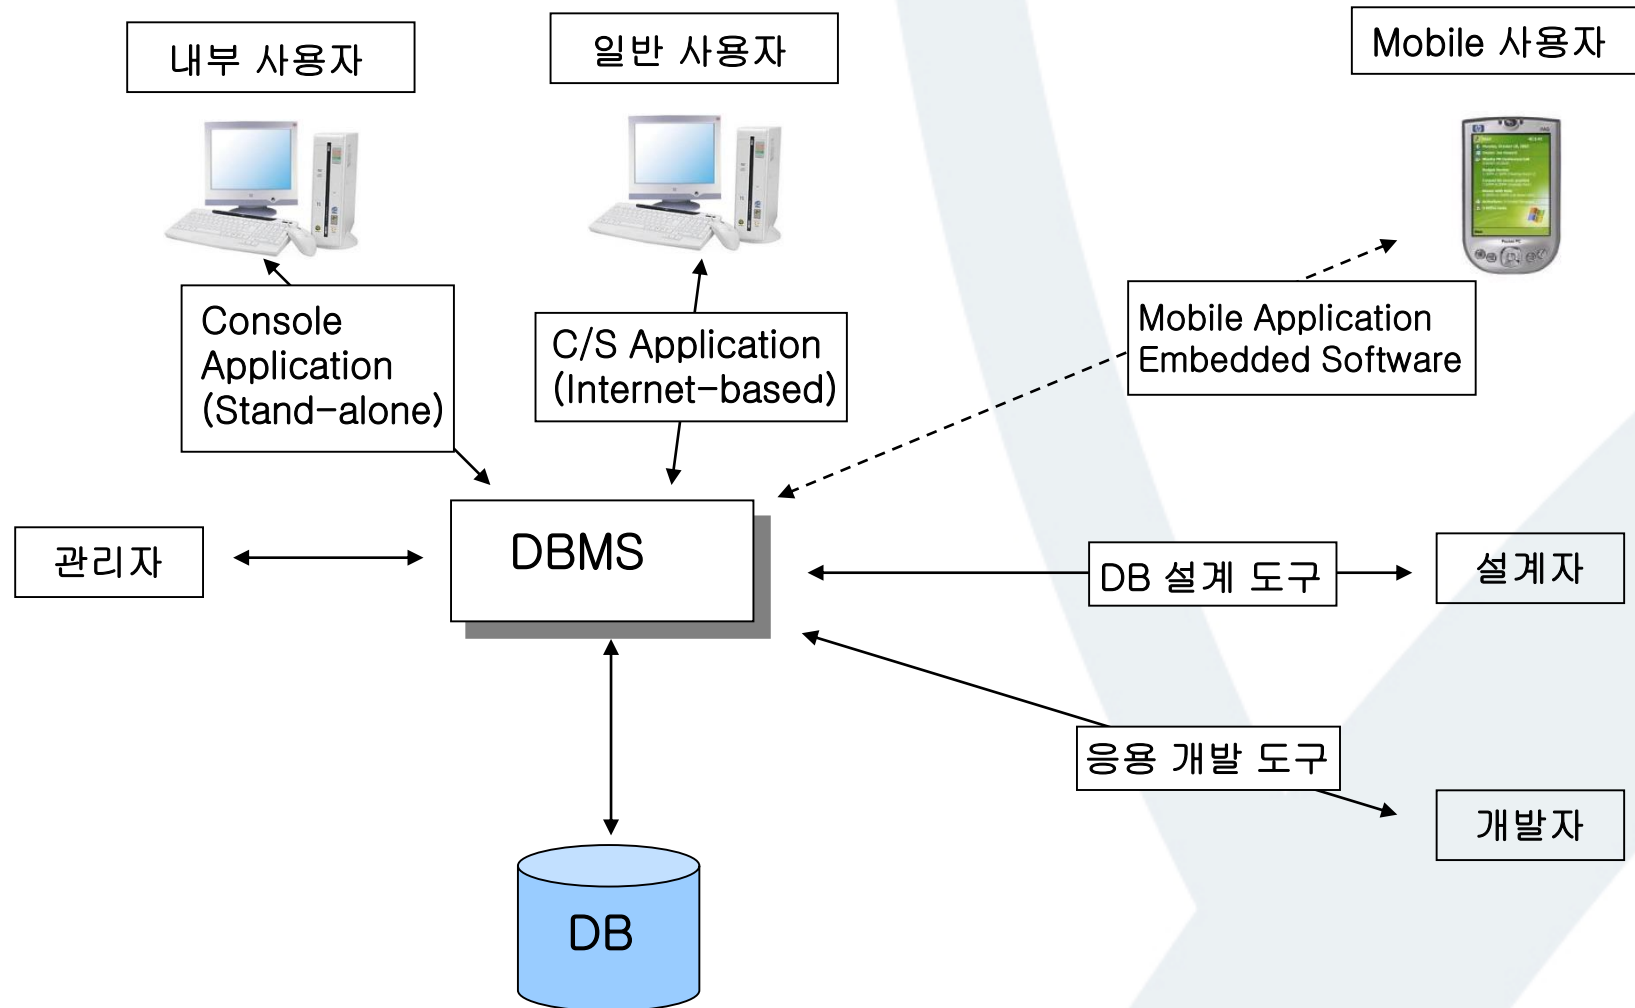 내부 사용자
일반 사용자
Mobile 사용자
Console
Application
(Stand-alone)
C/S Application
(Internet-based)
Mobile Application
Embedded Software
관리자
DBMS
DB 설계 도구
설계자
응용 개발 도구
개발자
DB